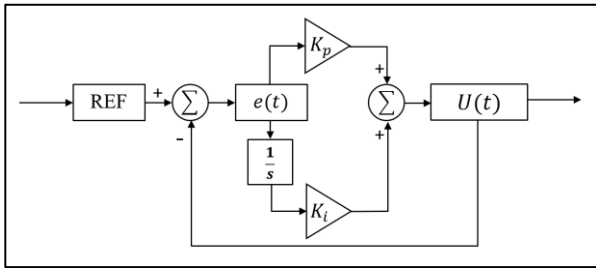 K_p
+
+
REF
∑
e(t)
∑
U(t)
−
+
1/s
K_i